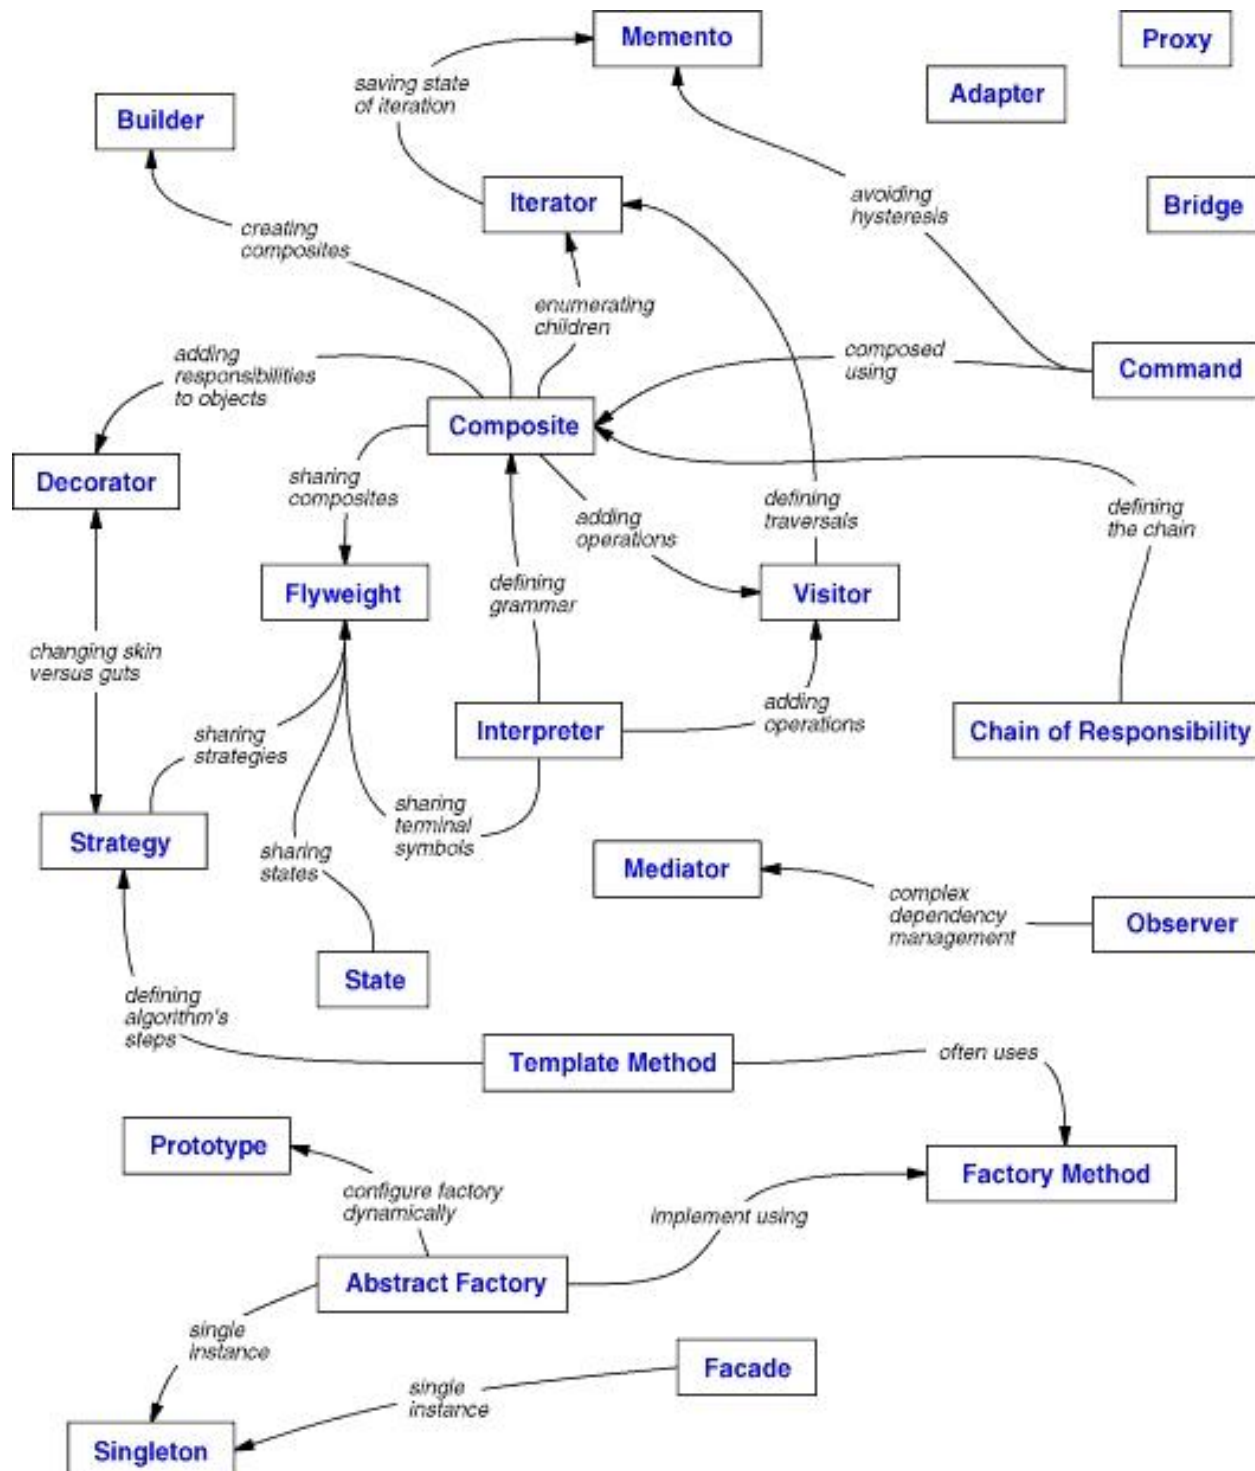 Memento
Proxy
saving state
of iteration
Adapter
Builder
avoiding
hysteresis
Iterator
Bridge
creating
composites
enumerating
children
adding
responsibilities
to objects
composed
using
Command
Composite
Decorator
sharing
composites
adding
operations
defining
traversals
defining
the chain
Flyweight
defining
grammar
Visitor
changing skin
versus guts
sharing
strategies
Interpreter
adding
operations
Chain of Responsibility
Strategy
sharing
states
sharing
terminal
symbols
Mediator
complex
dependency
management
Observer
State
defining
algorithm's
steps
Template Method
often uses
Prototype
Factory Method
configure factory
dynamically
implement using
Abstract Factory
single
instance
Facade
single
instance
Singleton